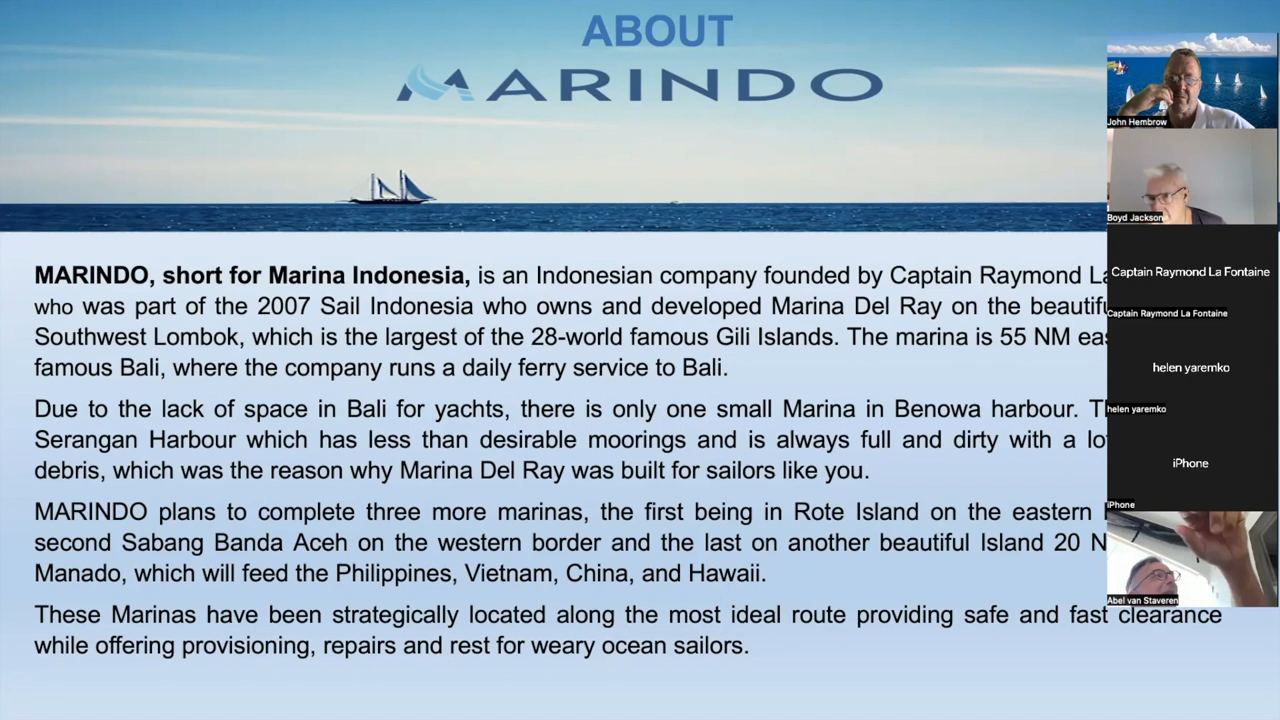 ABOUT
MARINDO
MARINDO, short for Marina Indonesia, is an Indonesian company founded by Captain Raymond
who was part of the 2007 Sail Indonesia who owns and developed Marina Del Ray on the
Southwest Lombok, which is the largest of the 28-world famous Gili Islands. The marina is 55 NM
famous Bali, where the company runs a daily ferry service to Bali.
Due to the lack of space in Bali for yachts, there is only one small Marina in Benowa harbour.
Serangan Harbour which has less than desirable moorings and is always full and dirty with a
debris, which was the reason why Marina Del Ray was built for sailors like you.
MARINDO plans to complete three more marinas, the first being in Rote Island on the eastern
second Sabang Banda Aceh on the western border and the last on another beautiful Island 20
Manado, which will feed the Philippines, Vietnam, China, and Hawaii.
These Marinas have been strategically located along the most ideal route providing safe and fast clearance
while offering provisioning, repairs and rest for weary ocean sailors.
John Hembrow
Boyd Jackson
Captain Raymond La Fontaine
Captain Raymond La Fontaine
helen yaremko
helen yaremko
iPhone
iPhone
Abel van Staveren